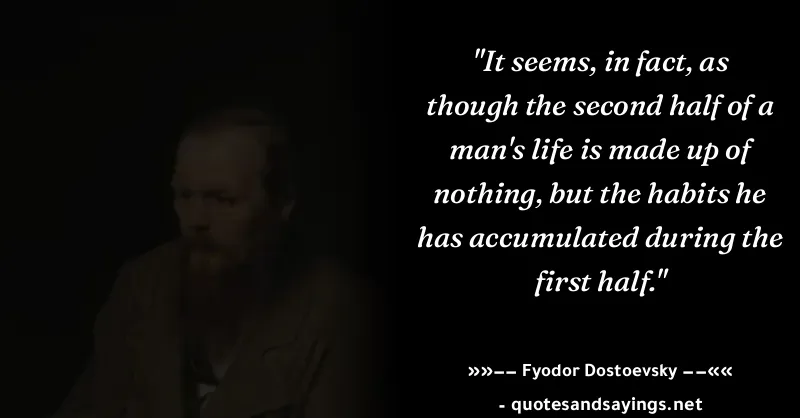 "It seems, in fact, as
though the second half of a
man's life is made up of
nothing, but the habits he
has accumulated during the
first half."
»»—— Fyodor Dostoevsky ——««
- quotesandsayings.net